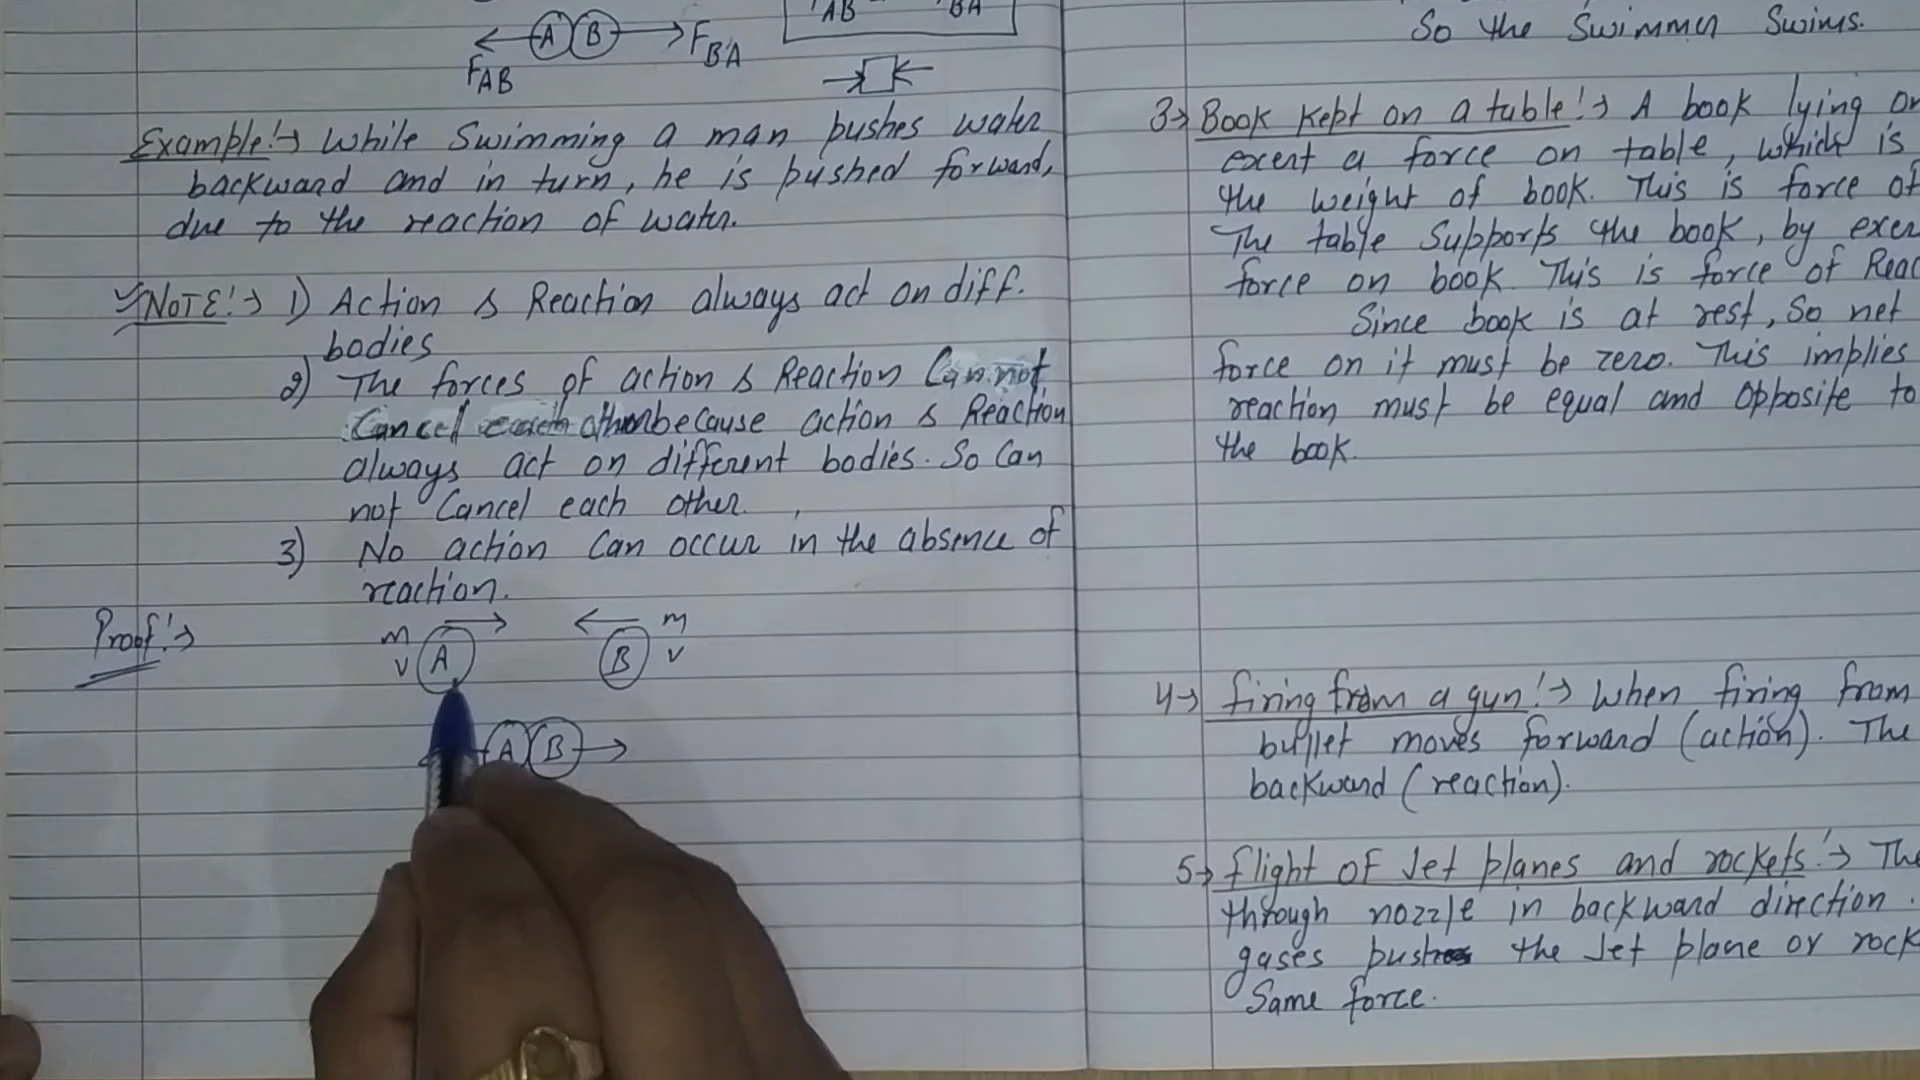 A B
F_AB
F_BA
AB BA
Example:→ While Swimming a man pushes water
backward and in turn, he is pushed forward,
due to the reaction of water.
NOTE:→ 1) Action & Reaction always act on diff.
bodies
2) The forces of action & Reaction Can not
Cancel each other because action & Reaction
always act on different bodies. So Can
not Cancel each other.
3) No action Can occur in the absence of
reaction.
Proof:→
m
v A
B m
v
A B
So the Swimmer Swims.
3→ Book Kept on a table:→ A book lying on
exert a force on table, which is
the weight of book. This is force of
The table Supports the book, by exer
force on book. This is force of Reac
Since book is at rest, So net
force on it must be zero. This implies
reaction must be equal and Opposite to
the book.
4→ firing from a gun:→ When firing from
bullet moves forward (action). The
backward (reaction).
5→ flight of Jet planes and rockets:→ The
through nozzle in backward direction.
gases push the Jet plane or rock
Same force.